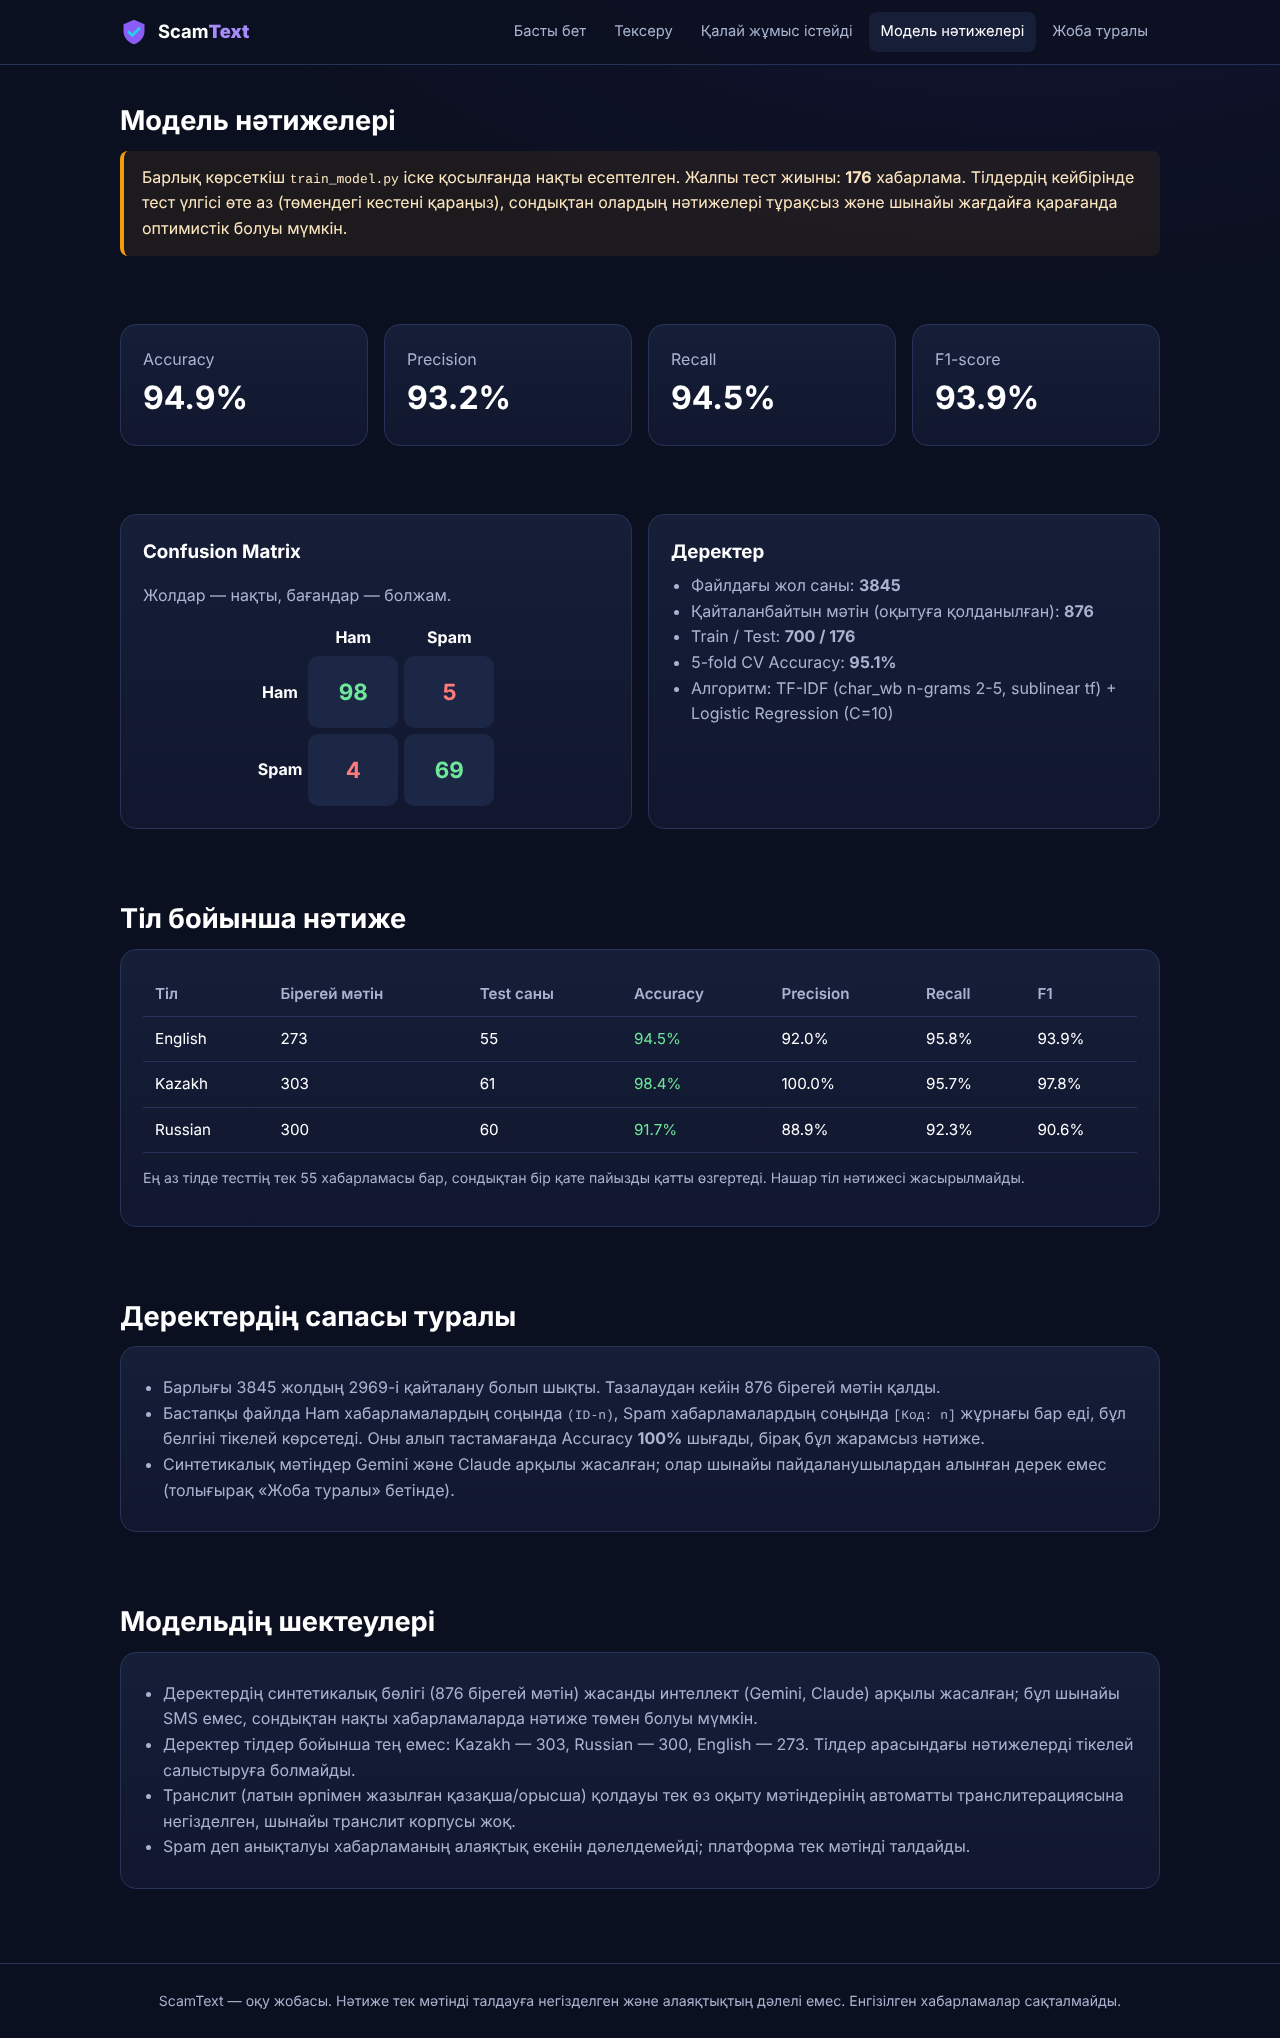 ScamText
Басты бет
Тексеру
Қалай жұмыс істейді
Модель нәтижелері
Жоба туралы
Модель нәтижелері
Барлық көрсеткіш train_model.py іске қосылғанда нақты есептелген. Жалпы тест жиыны: 176 хабарлама. Тілдердің кейбірінде
тест үлгісі өте аз (төмендегі кестені қараңыз), сондықтан олардың нәтижелері тұрақсыз және шынайы жағдайға қарағанда
оптимистік болуы мүмкін.
Accuracy
94.9%
Precision
93.2%
Recall
94.5%
F1-score
93.9%
Confusion Matrix
Жолдар — нақты, бағандар — болжам.
Ham Spam
Ham 98 5
Spam 4 69
Деректер
• Файлдағы жол саны: 3845
• Қайталанбайтын мәтін (оқытуға қолданылған): 876
• Train / Test: 700 / 176
• 5-fold CV Accuracy: 95.1%
• Алгоритм: TF-IDF (char_wb n-grams 2-5, sublinear tf) +
Logistic Regression (C=10)
Тіл бойынша нәтиже
Тіл Бірегей мәтін Test саны Accuracy Precision Recall F1
English 273 55 94.5% 92.0% 95.8% 93.9%
Kazakh 303 61 98.4% 100.0% 95.7% 97.8%
Russian 300 60 91.7% 88.9% 92.3% 90.6%
Ең аз тілде тесттің тек 55 хабарламасы бар, сондықтан бір қате пайызды қатты өзгертеді. Нашар тіл нәтижесі жасырылмайды.
Деректердің сапасы туралы
• Барлығы 3845 жолдың 2969-і қайталану болып шықты. Тазалаудан кейін 876 бірегей мәтін қалды.
• Бастапқы файлда Ham хабарламалардың соңында (ID-n), Spam хабарламалардың соңында [Код: n] жұрнағы бар еді, бұл
белгіні тікелей көрсетеді. Оны алып тастамағанда Accuracy 100% шығады, бірақ бұл жарамсыз нәтиже.
• Синтетикалық мәтіндер Gemini және Claude арқылы жасалған; олар шынайы пайдаланушылардан алынған дерек емес
(толығырақ «Жоба туралы» бетінде).
Модельдің шектеулері
• Деректердің синтетикалық бөлігі (876 бірегей мәтін) жасанды интеллект (Gemini, Claude) арқылы жасалған; бұл шынайы
SMS емес, сондықтан нақты хабарламаларда нәтиже төмен болуы мүмкін.
• Деректер тілдер бойынша тең емес: Kazakh — 303, Russian — 300, English — 273. Тілдер арасындағы нәтижелерді тікелей
салыстыруға болмайды.
• Транслит (латын әрпімен жазылған қазақша/орысша) қолдауы тек өз оқыту мәтіндерінің автоматты транслитерациясына
негізделген, шынайы транслит корпусы жоқ.
• Spam деп анықталуы хабарламаның алаяқтық екенін дәлелдемейді; платформа тек мәтінді талдайды.
ScamText — оқу жобасы. Нәтиже тек мәтінді талдауға негізделген және алаяқтықтың дәлелі емес. Енгізілген хабарламалар сақталмайды.